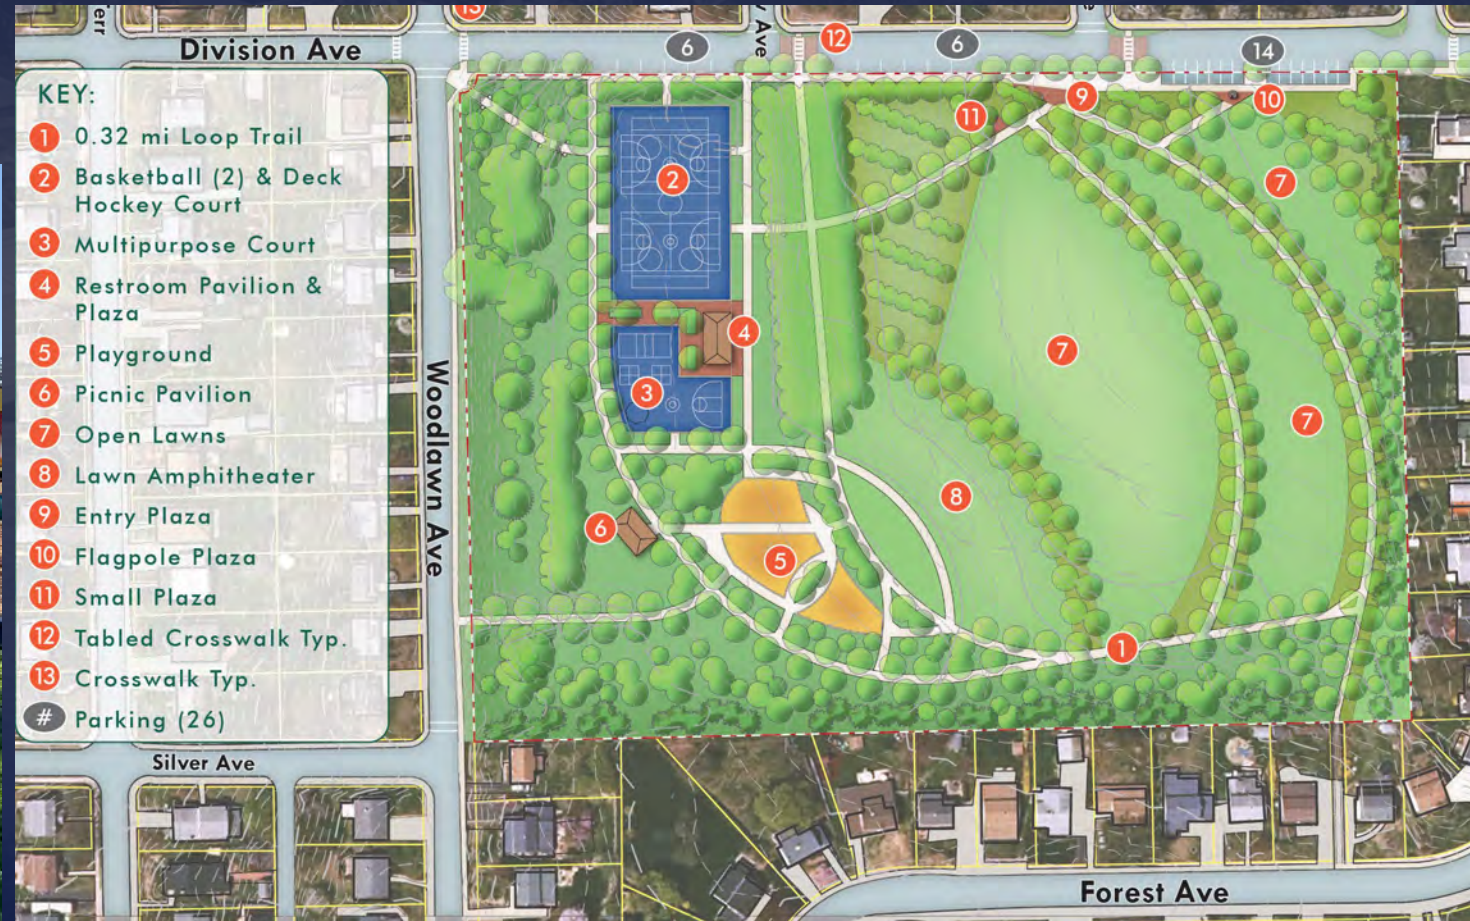 Terr
Division Ave
13
6
y Ave
12
6
14
KEY:
1 0.32 mi Loop Trail
2 Basketball (2) & Deck
Hockey Court
3 Multipurpose Court
4 Restroom Pavilion &
Plaza
5 Playground
6 Picnic Pavilion
7 Open Lawns
8 Lawn Amphitheater
9 Entry Plaza
10 Flagpole Plaza
11 Small Plaza
12 Tabled Crosswalk Typ.
13 Crosswalk Typ.
# Parking (26)
9
10
11
2
7
4
7
3
7
8
6
5
1
Woodlawn Ave
Silver Ave
Forest Ave